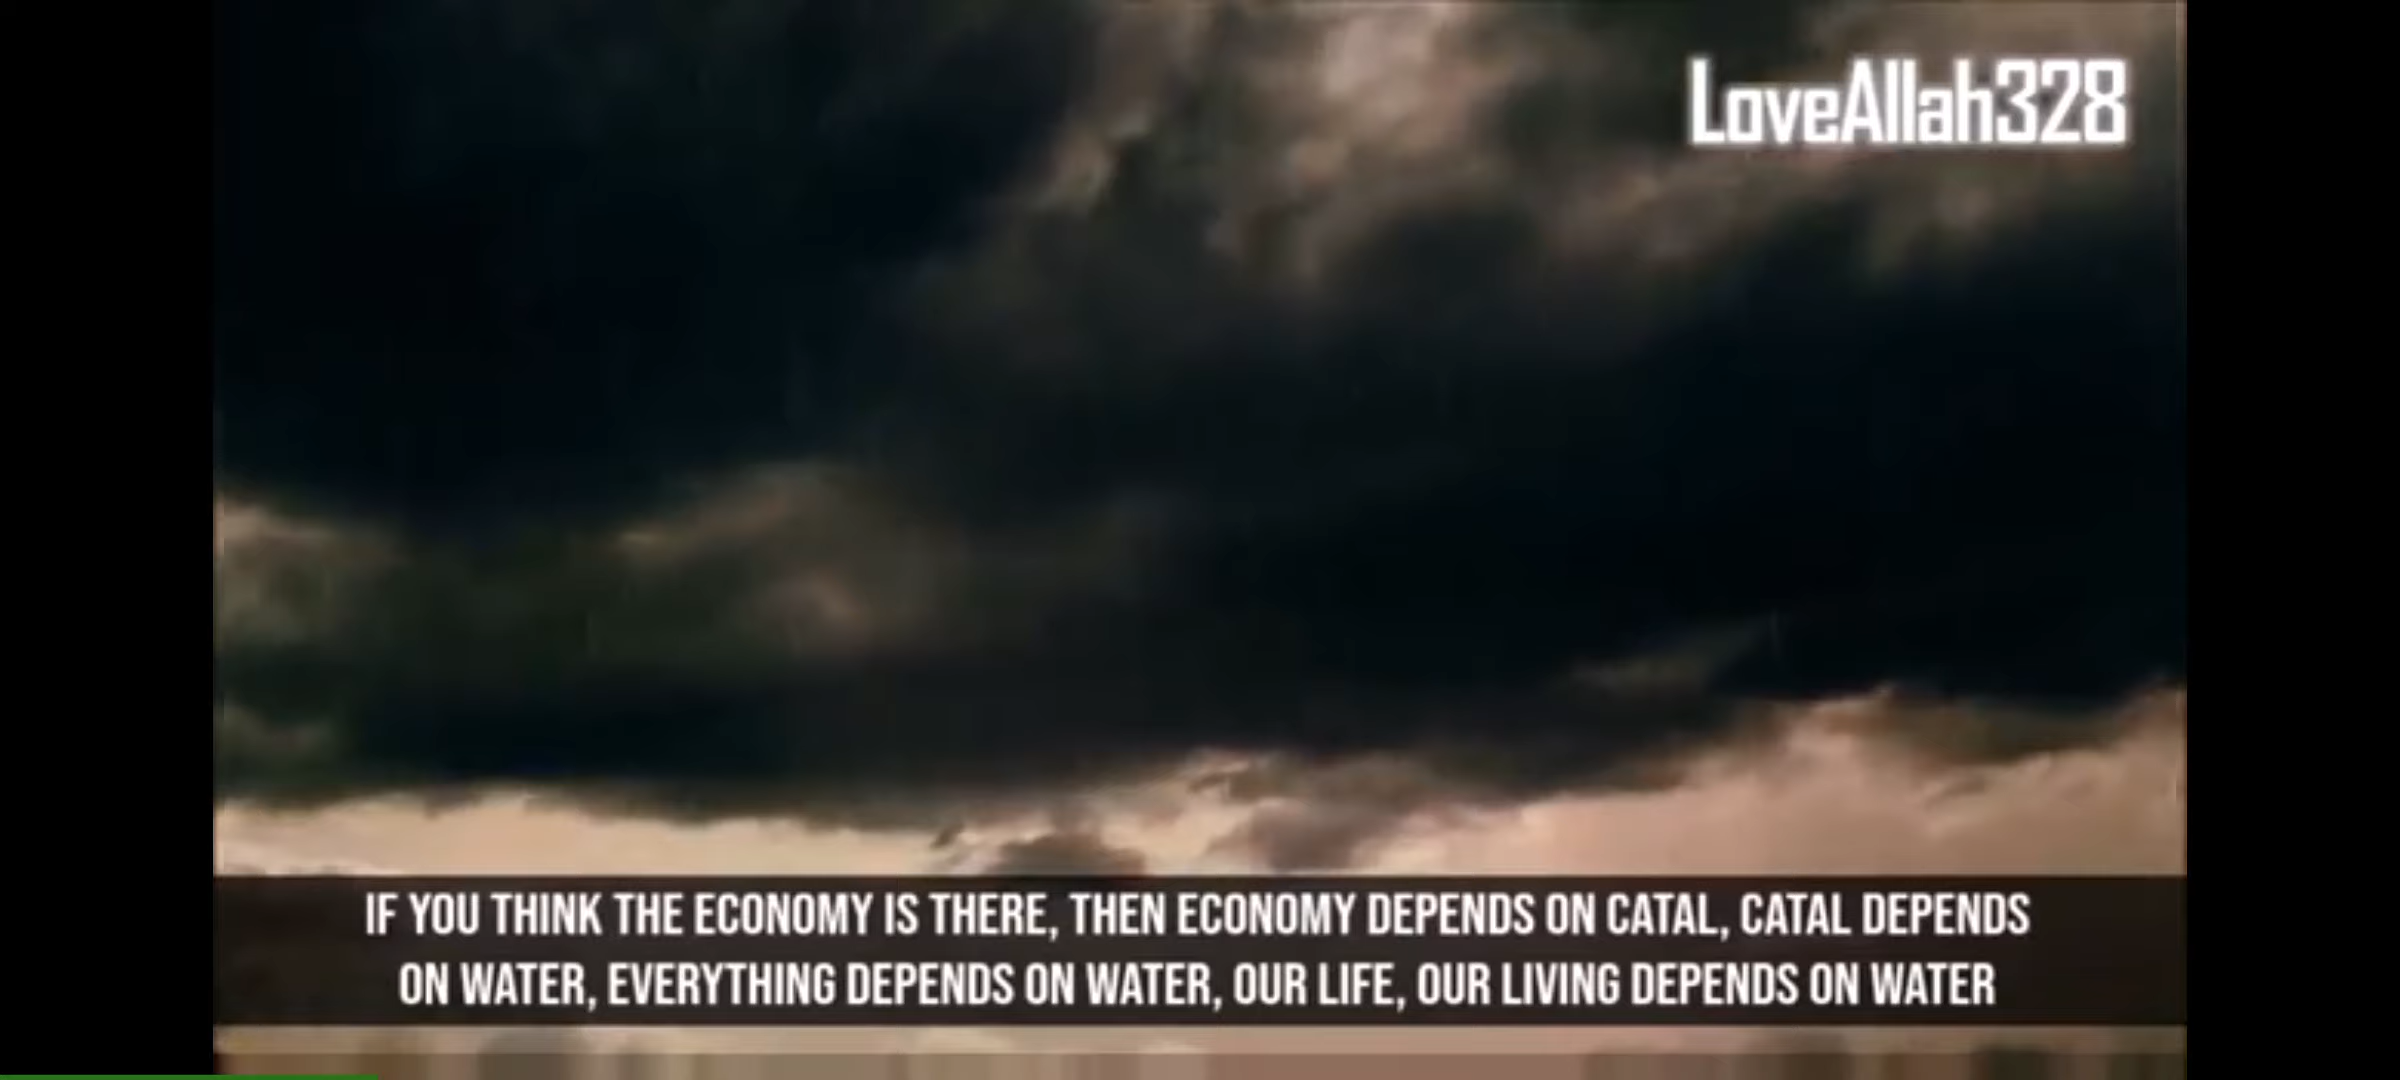 LoveAllah328
IF YOU THINK THE ECONOMY IS THERE, THEN ECONOMY DEPENDS ON CATAL, CATAL DEPENDS
ON WATER, EVERYTHING DEPENDS ON WATER, OUR LIFE, OUR LIVING DEPENDS ON WATER